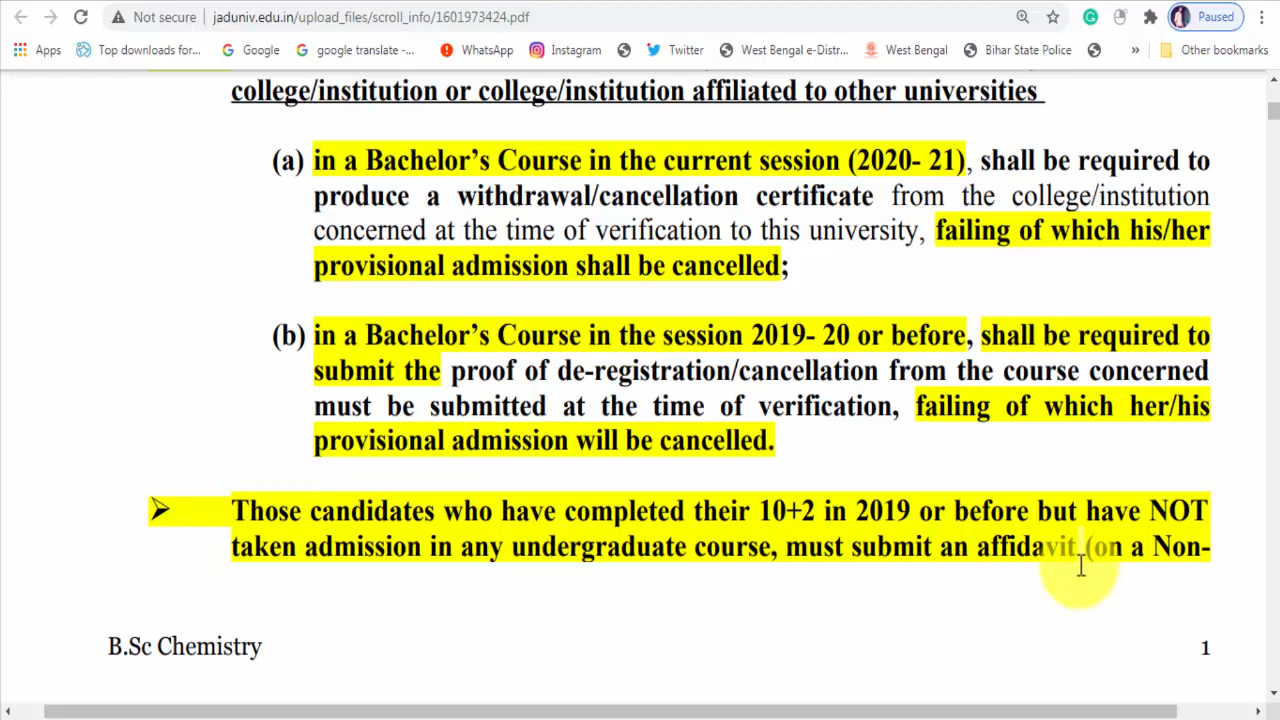 Not secure | jaduniv.edu.in/upload_files/scroll_info/1601973424.pdf
Paused
Apps Top downloads for... Google google translate -... WhatsApp Instagram Twitter West Bengal e-Distr... West Bengal Bihar State Police » Other bookmarks
college/institution or college/institution affiliated to other universities
(a) in a Bachelor’s Course in the current session (2020- 21), shall be required to
produce a withdrawal/cancellation certificate from the college/institution
concerned at the time of verification to this university, failing of which his/her
provisional admission shall be cancelled;
(b) in a Bachelor’s Course in the session 2019- 20 or before, shall be required to
submit the proof of de-registration/cancellation from the course concerned
must be submitted at the time of verification, failing of which her/his
provisional admission will be cancelled.
Those candidates who have completed their 10+2 in 2019 or before but have NOT
taken admission in any undergraduate course, must submit an affidavit (on a Non-
B.Sc Chemistry 1